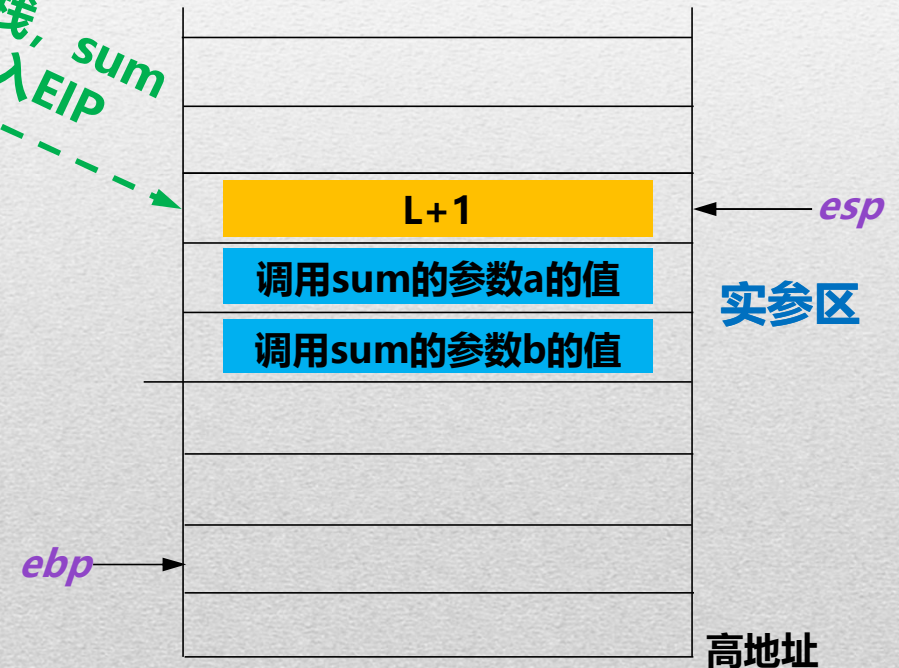 栈, sum
入EIP
L+1
esp
调用sum的参数a的值
实参区
调用sum的参数b的值
ebp
高地址